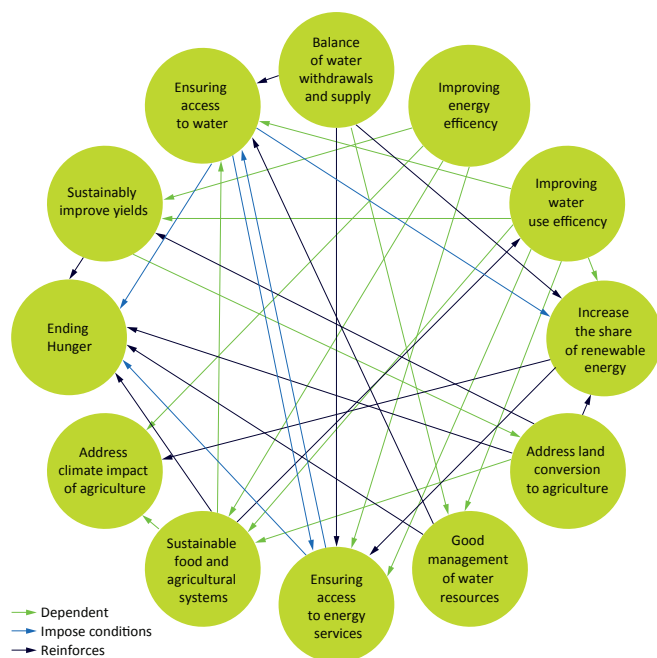 Balance
of water
withdrawals
and supply
Improving
energy
efficency
Improving
water
use efficency
Increase
the share
of renewable
energy
Address land
conversion
to agriculture
Good
management
of water
resources
Ensuring
access
to energy
services
Sustainable
food and
agricultural
systems
Address
climate impact
of agriculture
Ending
Hunger
Sustainably
improve yields
Ensuring
access
to water
Dependent
Impose conditions
Reinforces